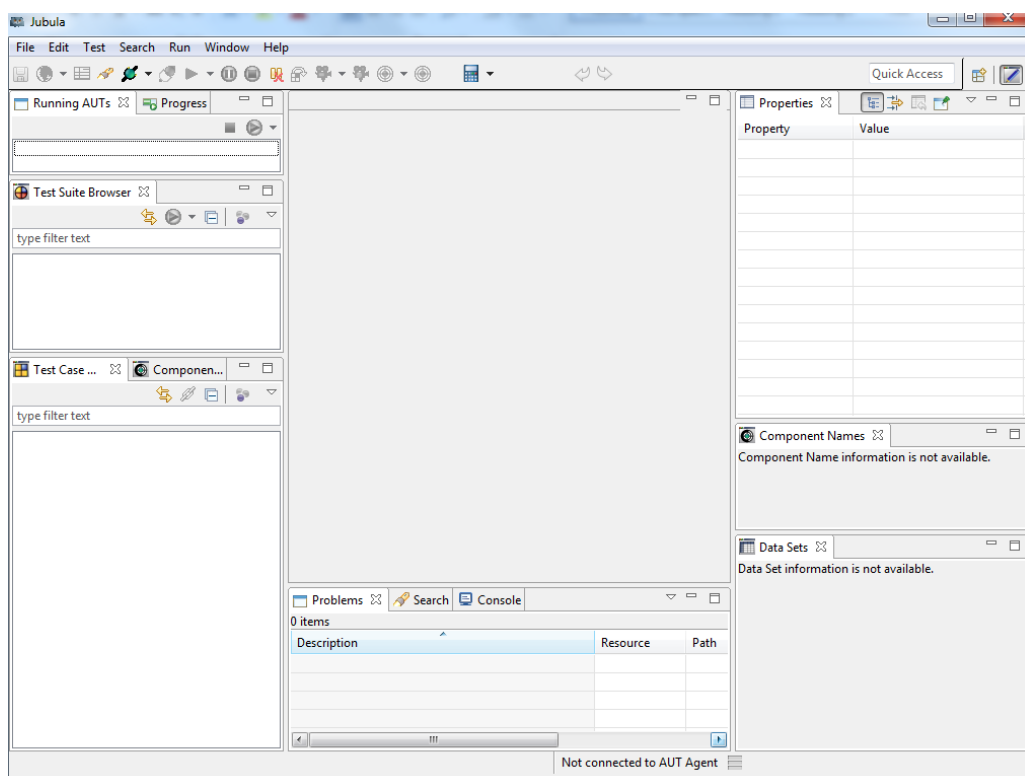 Jubula
File Edit Test Search Run Window Help
Quick Access
Running AUTs Progress
Test Suite Browser
type filter text
Test Case ... Componen...
type filter text
Problems Search Console
0 items
Description Resource Path
Properties
Property Value
Component Names
Component Name information is not available.
Data Sets
Data Set information is not available.
Not connected to AUT Agent